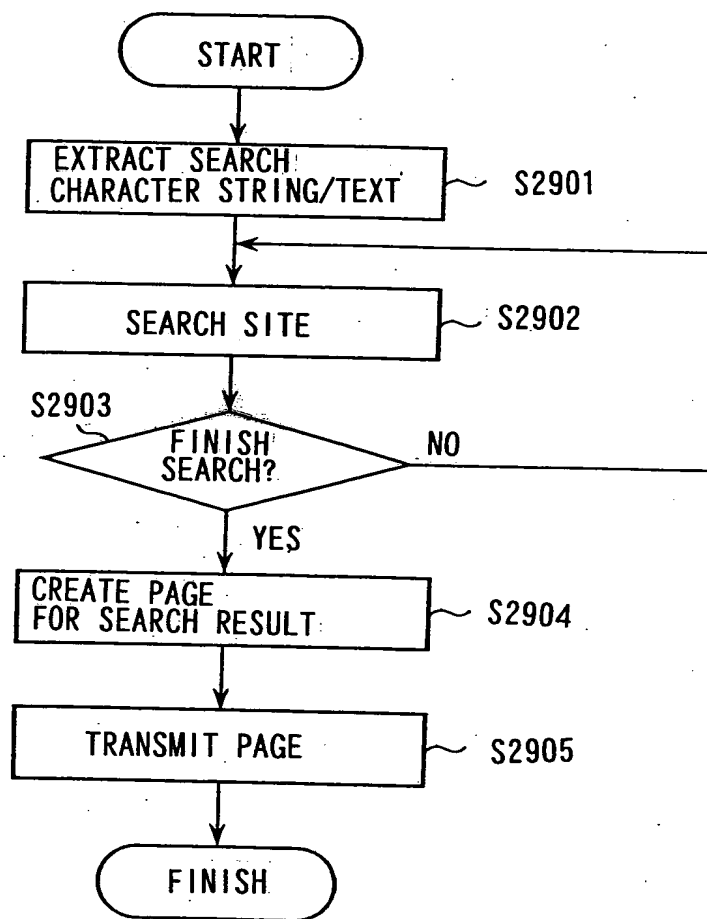 START
EXTRACT SEARCH
CHARACTER STRING/TEXT
S2901
SEARCH SITE
S2902
S2903
FINISH
SEARCH?
NO
YES
CREATE PAGE
FOR SEARCH RESULT
S2904
TRANSMIT PAGE
S2905
FINISH